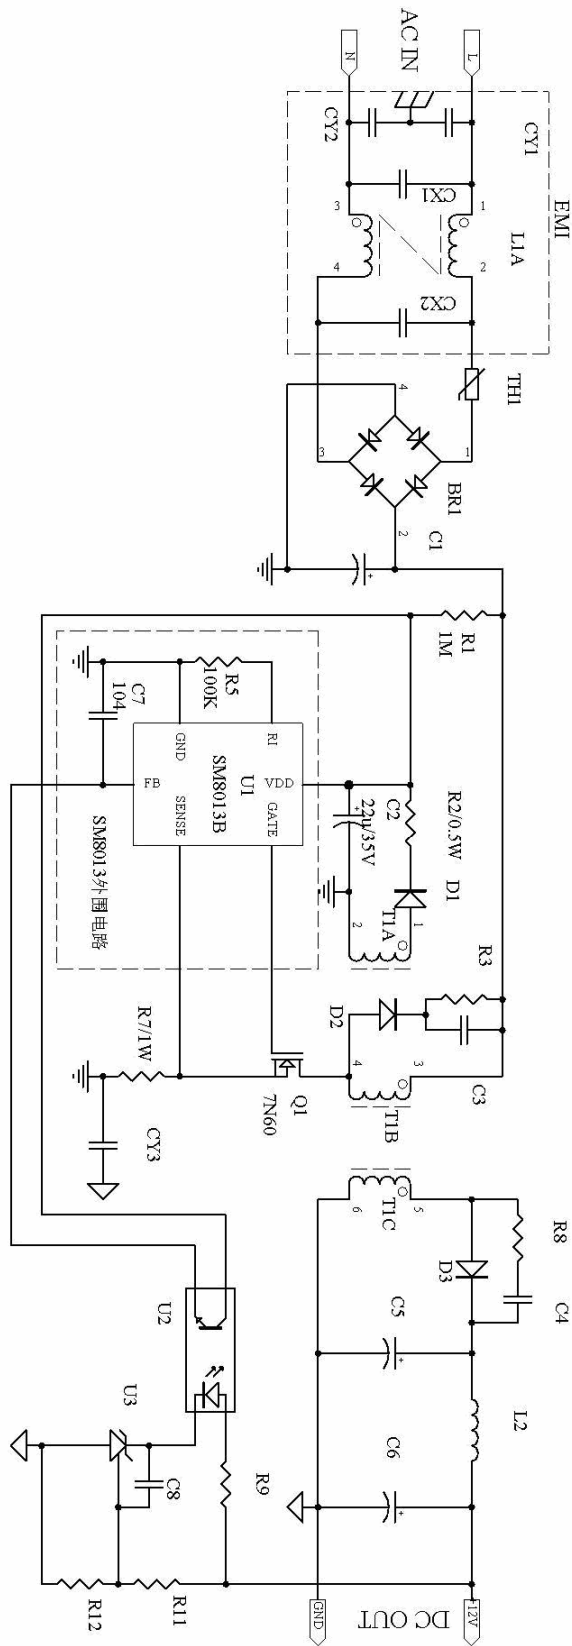 AC IN
N
L
CY2
CY1
CX1
3
1
EMI
L1A
4
2
CX2
TH1
4
3
1
BR1
2
C1
R1
1M
R5
100K
C7
104
GND
RI
FB
U1
SM8013B
VDD
SENSE
GATE
SM8013外围电路
C2
22u/35V
R2/0.5W
D1
T1A
1
2
R3
C3
D2
4
3
T1B
R7/1W
Q1
7N60
CY3
6
5
T1C
R8
D3
C4
C5
U2
L2
U3
C6
C8
R9
R12
R11
GND
+12V
DC OUT